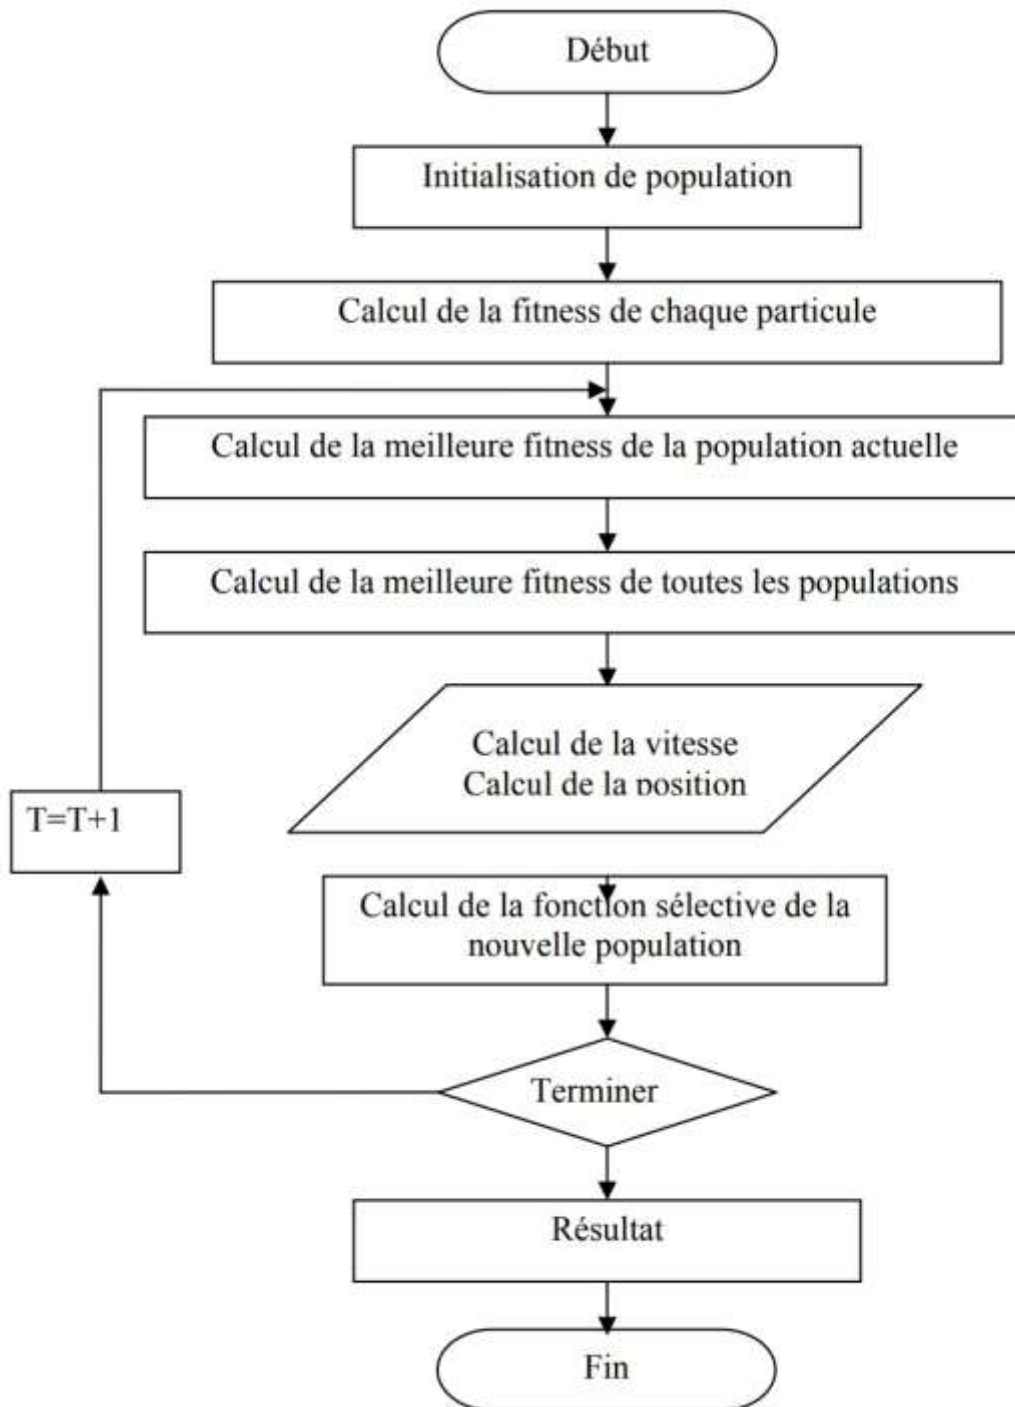 Début
Initialisation de population
Calcul de la fitness de chaque particule
Calcul de la meilleure fitness de la population actuelle
Calcul de la meilleure fitness de toutes les populations
Calcul de la vitesse
Calcul de la position
T=T+1
Calcul de la fonction sélective de la
nouvelle population
Terminer
Résultat
Fin